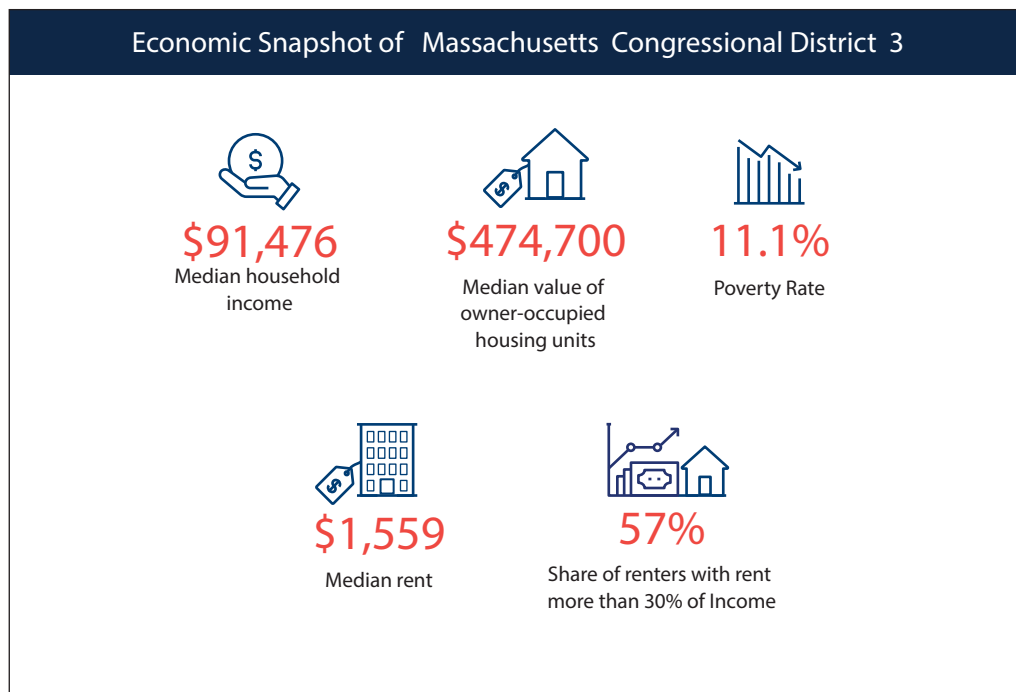 Economic Snapshot of Massachusetts Congressional District 3
$
$91,476
Median household
income
$
$474,700
Median value of
owner-occupied
housing units
11.1%
Poverty Rate
$
$1,559
Median rent
57%
Share of renters with rent
more than 30% of Income